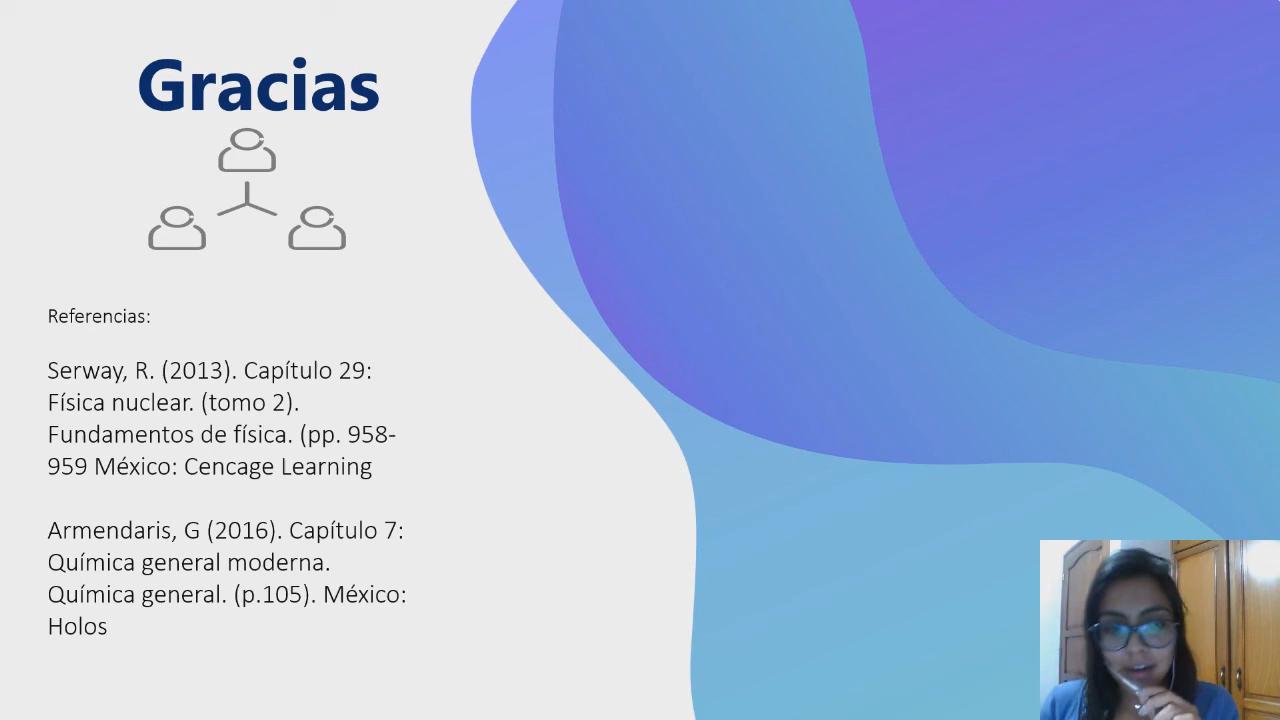 Gracias
Referencias:
Serway, R. (2013). Capítulo 29:
Física nuclear. (tomo 2).
Fundamentos de física. (pp. 958-
959 México: Cencage Learning
Armendaris, G (2016). Capítulo 7:
Química general moderna.
Química general. (p.105). México:
Holos